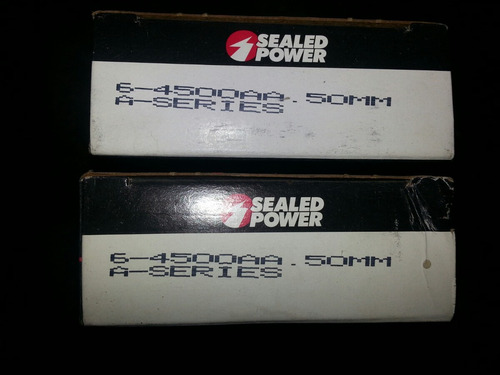 SEALED
POWER
6-4500AA.50MM
A-SERIES
SEALED
POWER
6-4500AA.50MM
A-SERIES